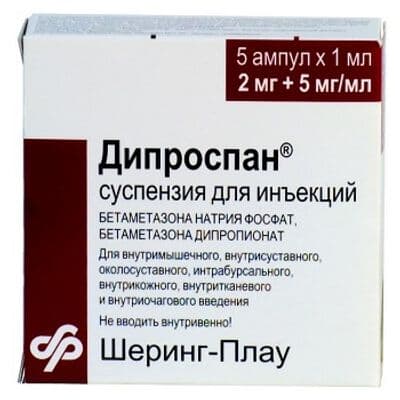 5 ампул х 1 мл
2 мг + 5 мг/мл
Дипроспан®
суспензия для инъекций
БЕТАМЕТАЗОНА НАТРИЯ ФОСФАТ,
БЕТАМЕТАЗОНА ДИПРОПИОНАТ
Для внутримышечного, внутрисуставного,
околосуставного, интрабурсального,
внутрикожного, внутритканевого
и внутриочагового введения
Не вводить внутривенно!
Шеринг-Плау